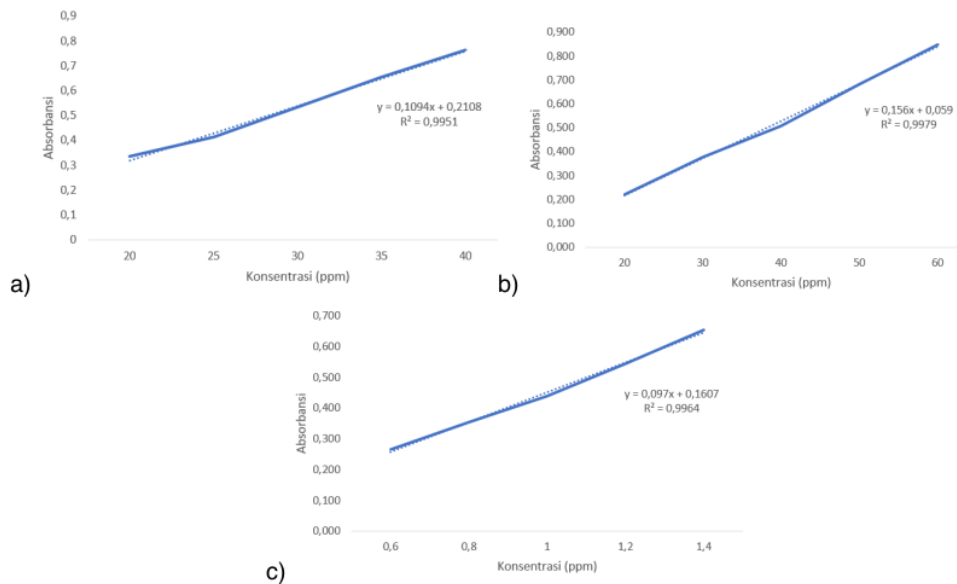 0,9
0,8
0,7
0,6
0,5
0,4
0,3
0,2
0,1
0
Absorbansi
y = 0,1094x + 0,2108
R² = 0,9951
20 25 30 35 40
Konsentrasi (ppm)
a)
0,900
0,800
0,700
0,600
0,500
0,400
0,300
0,200
0,100
0,000
Absorbansi
y = 0,156x + 0,059
R² = 0,9979
20 30 40 50 60
Konsentrasi (ppm)
b)
0,700
0,600
0,500
0,400
0,300
0,200
0,100
0,000
Absorbansi
y = 0,097x + 0,1607
R² = 0,9964
0,6 0,8 1 1,2 1,4
Konsentrasi (ppm)
c)